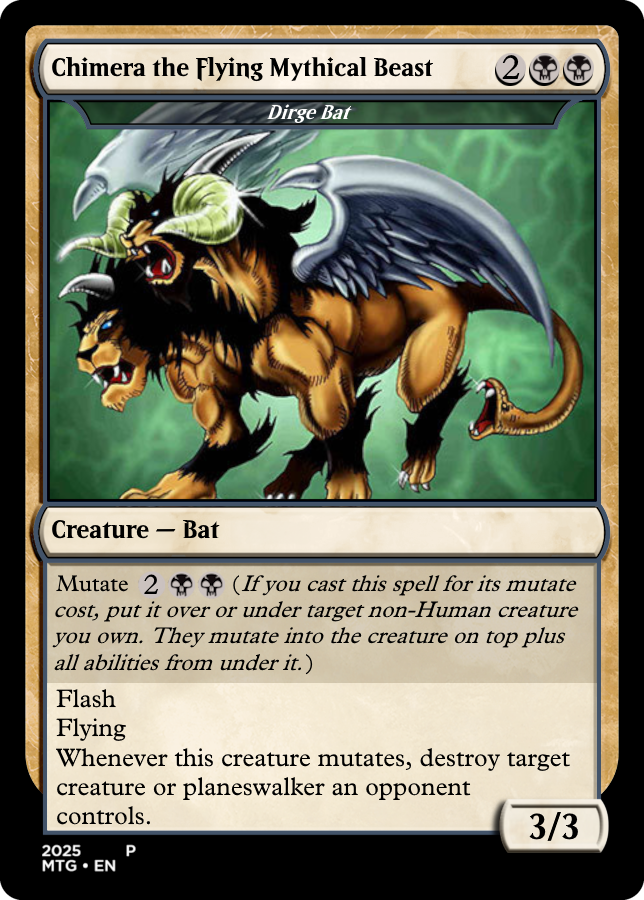 Chimera the Flying Mythical Beast 2
Dirge Bat
Creature — Bat
Mutate 2 (If you cast this spell for its mutate
cost, put it over or under target non-Human creature
you own. They mutate into the creature on top plus
all abilities from under it.)
Flash
Flying
Whenever this creature mutates, destroy target
creature or planeswalker an opponent
controls.
3/3
2025 P
MTG • EN